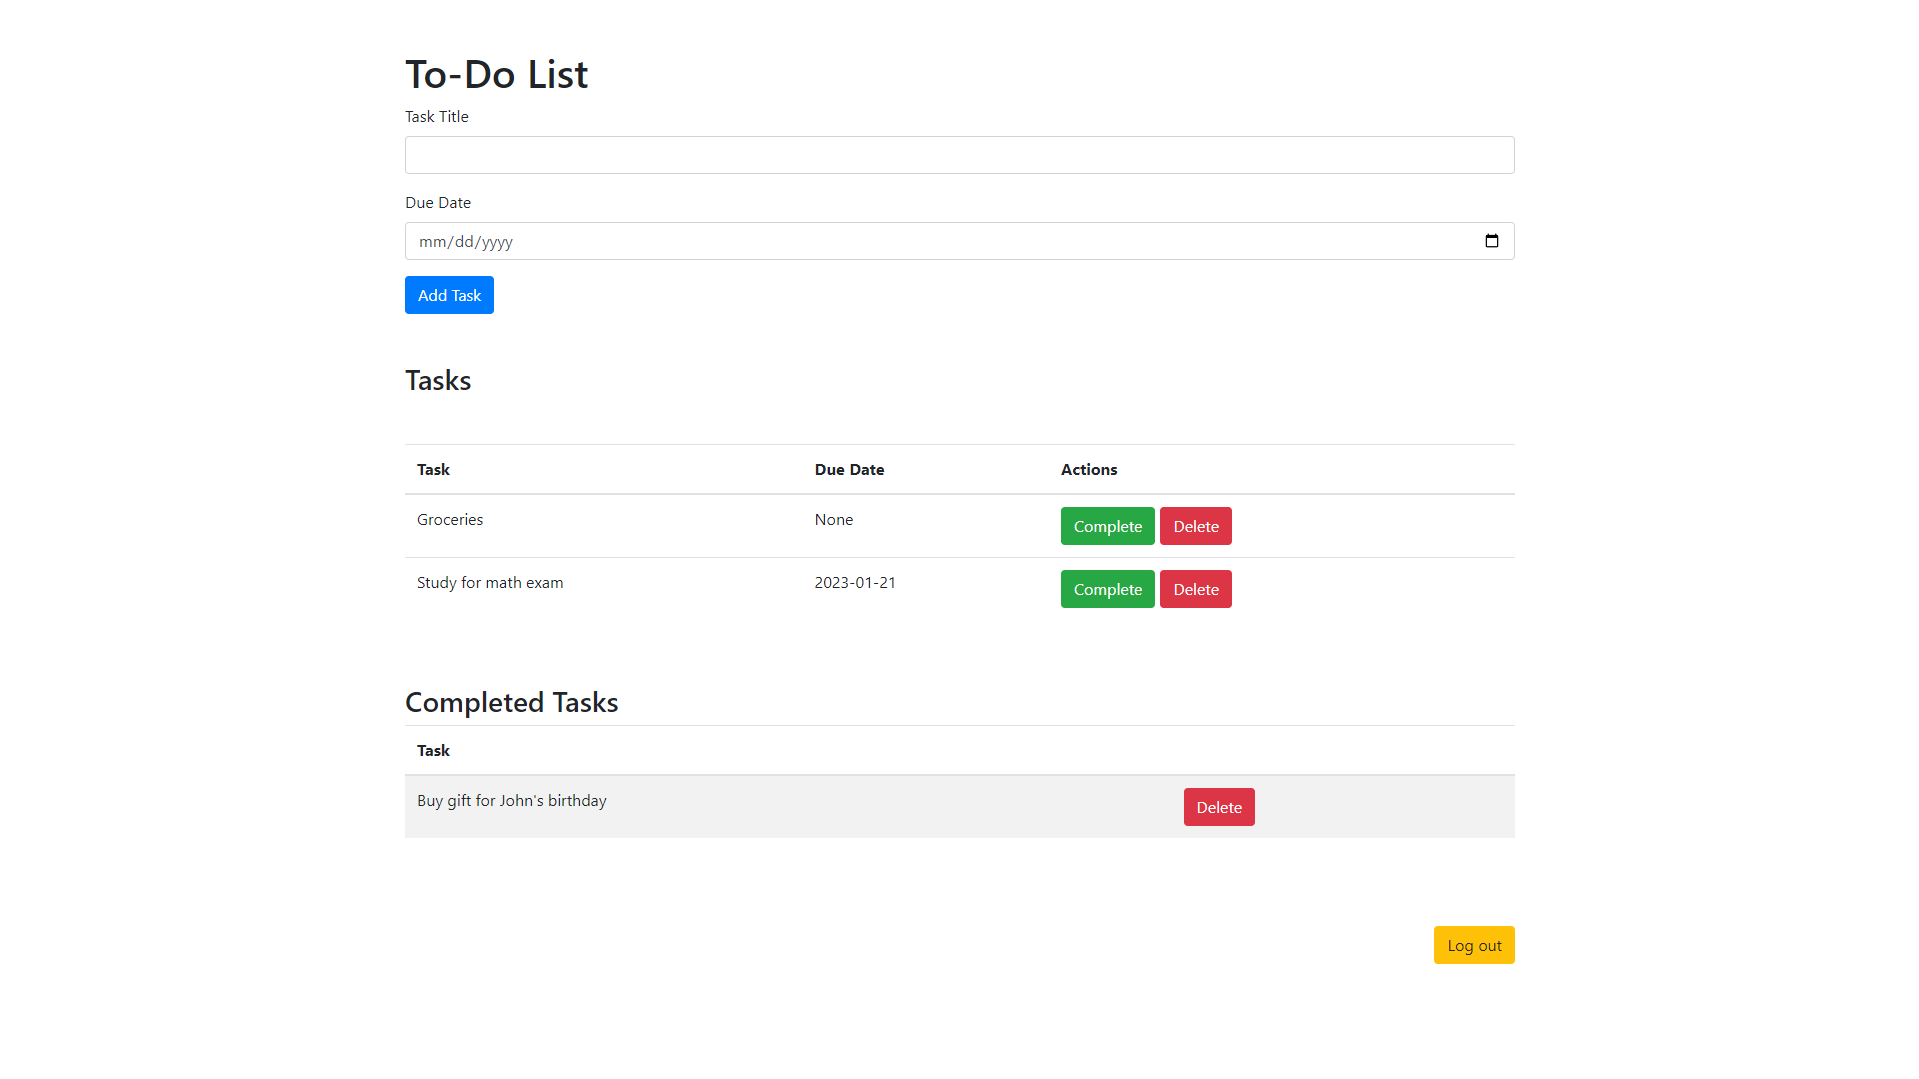 To-Do List
Task Title
Due Date
mm/dd/yyyy
Add Task
Tasks
Task Due Date Actions
Groceries None Complete Delete
Study for math exam 2023-01-21 Complete Delete
Completed Tasks
Task
Buy gift for John's birthday Delete
Log out